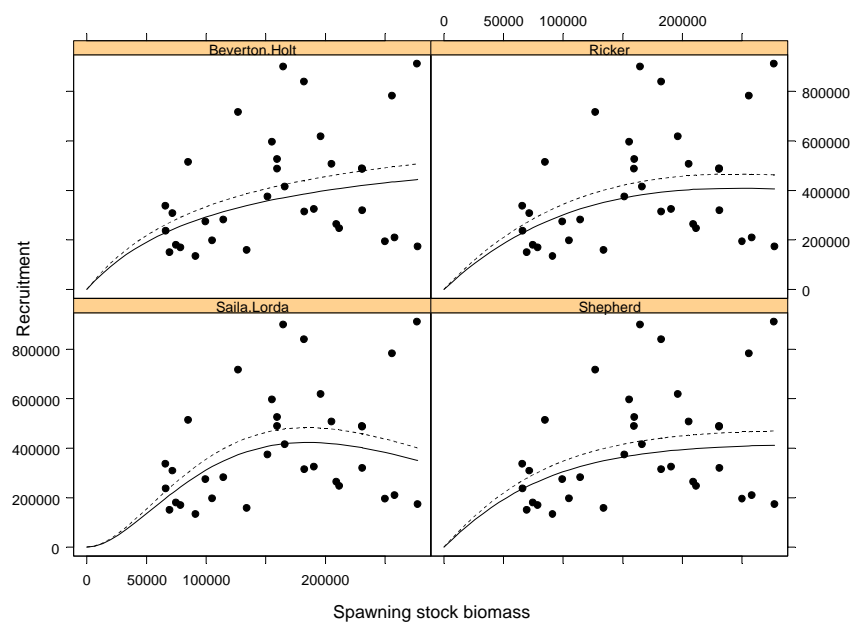 0 50000 100000 200000
Beverton.Holt Ricker
800000
600000
400000
200000
0
Saila.Lorda Shepherd
800000
600000
400000
200000
0
0 50000 100000 200000
Recruitment
Spawning stock biomass